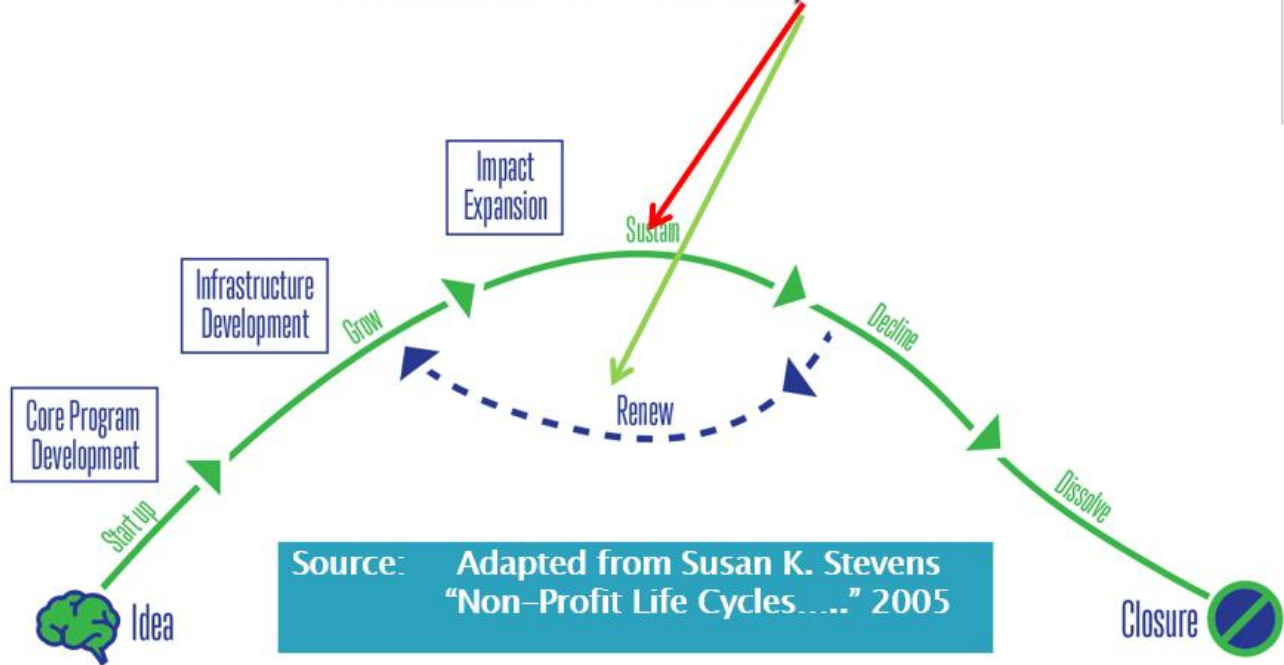 Impact
Expansion
Sustain
Infrastructure
Development
Grow
Decline
Renew
Core Program
Development
Start up
Dissolve
Source: Adapted from Susan K. Stevens
“Non-Profit Life Cycles.....” 2005
Idea
Closure